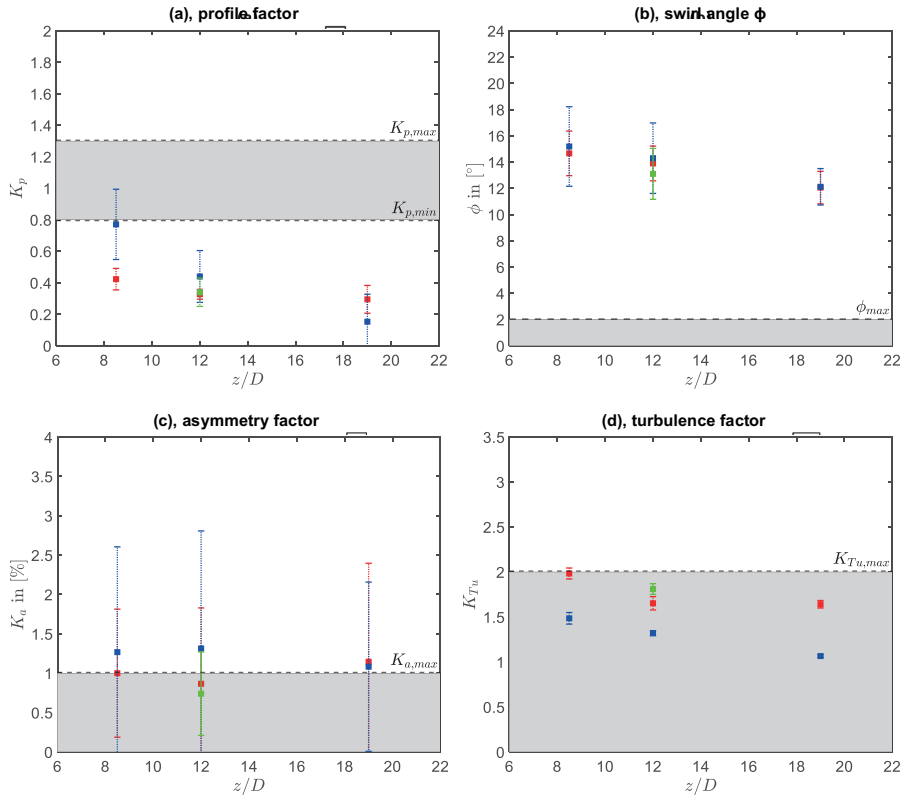 (a), profile factor
2
1.8
1.6
1.4
1.2
1
0.8
0.6
0.4
0.2
0
K_p
K_{p,max}
K_{p,min}
6 8 10 12 14 16 18 20 22
z/D
(b), swirl angle ϕ
24
22
20
18
16
14
12
10
8
6
4
2
0
ϕ in [°]
ϕ_{max}
6 8 10 12 14 16 18 20 22
z/D
(c), asymmetry factor
4
3.5
3
2.5
2
1.5
1
0.5
0
K_a in [%]
K_{a,max}
6 8 10 12 14 16 18 20 22
z/D
(d), turbulence factor
3.5
3
2.5
2
1.5
1
0.5
0
K_{Tu}
K_{Tu,max}
6 8 10 12 14 16 18 20 22
z/D